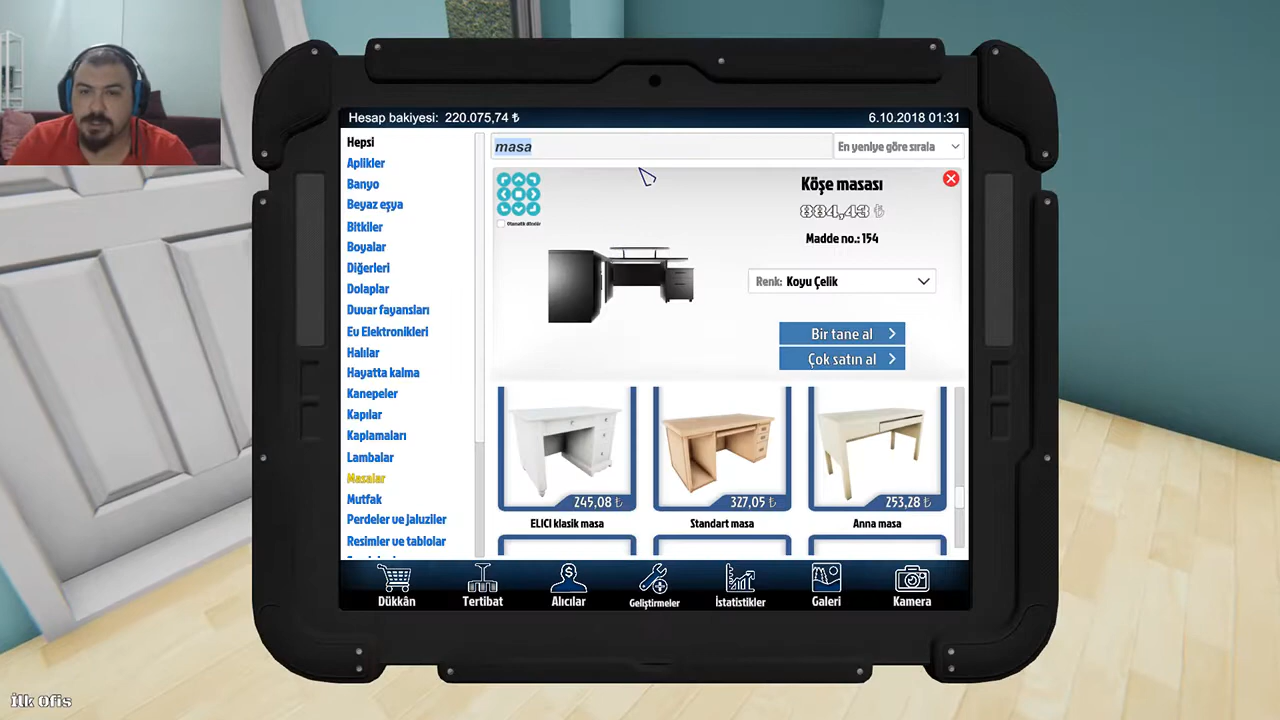 Hesap bakiyesi: 220.075,74 ₺
6.10.2018 01:31
Hepsi
Aplikler
Banyo
Beyaz eşya
Bitkiler
Boyalar
Diğerleri
Dolaplar
Duvar fayansları
Ev Elektronikleri
Halılar
Hayatta kalma
Kanepeler
Kapılar
Kaplamaları
Lambalar
Masalar
Mutfak
Perdeler ve jaluziler
Resimler ve tablolar
masa
En yeniye göre sırala
Köşe masası
884,43 ₺
Madde no.: 154
Renk: Koyu Çelik
Bir tane al
Çok satın al
245,08 ₺
327,05 ₺
253,28 ₺
ELICI klasik masa
Standart masa
Anna masa
Dükkân
Tertibat
Alıcılar
Geliştirmeler
İstatistikler
Galeri
Kamera
İlk Ofis